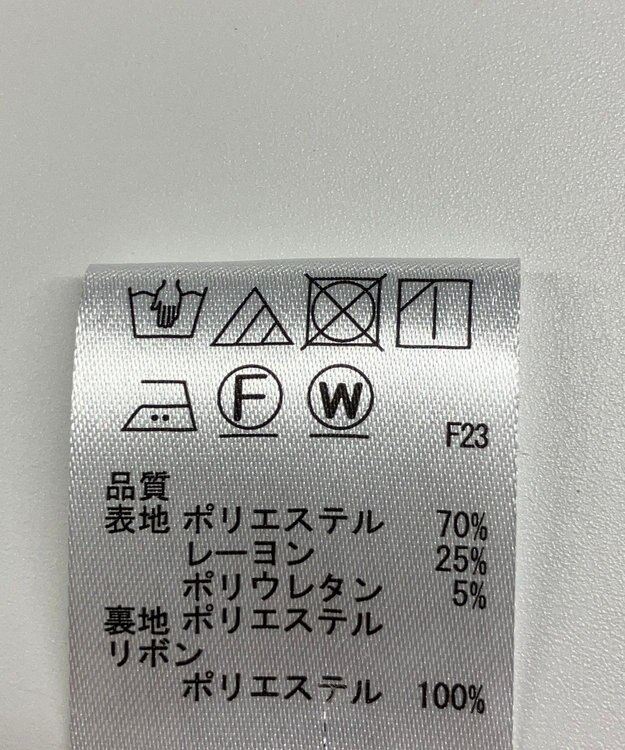 F W
F23
品質
表地 ポリエステル 70%
レーヨン 25%
ポリウレタン 5%
裏地 ポリエステル
リボン
ポリエステル 100%